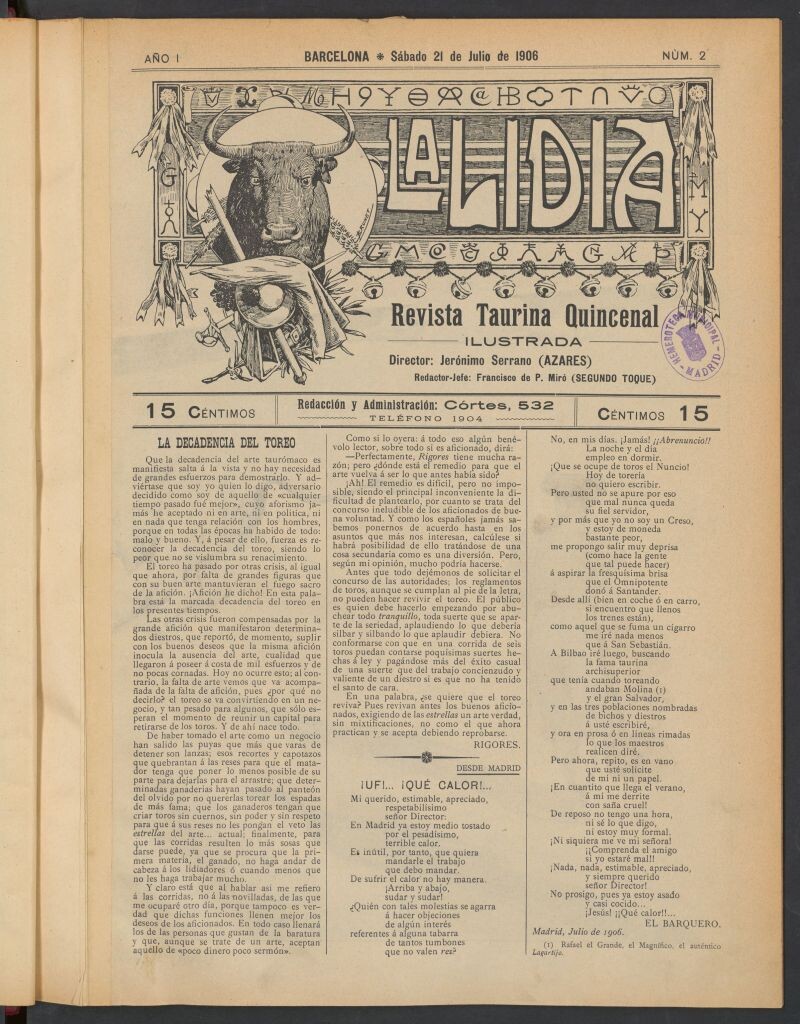 AÑO I
BARCELONA * Sábado 21 de Julio de 1906
NÚM. 2
LA LIDIA
Revista Taurina Quincenal
ILUSTRADA
Director: Jerónimo Serrano (AZARES)
Redactor-Jefe: Francisco de P. Miró (SEGUNDO TOQUE)
HEMEROTECA MUNICIPAL
- MADRID -
15 CÉNTIMOS
Redacción y Administración: Córtes, 532
TELÉFONO 1904
CÉNTIMOS 15
LA DECADENCIA DEL TOREO
Que la decadencia del arte taurómaco es
manifiesta salta á la vista y no hay necesidad
de grandes esfuerzos para demostrarlo. Y ad-
viértase que soy yo quien lo digo, adversario
decidido como soy de aquello de «cualquier
tiempo pasado fué mejor», cuyo aforismo ja-
más he aceptado ni en arte, ni en política, ni
en nada que tenga relación con los hombres,
porque en todas las épocas ha habido de todo:
malo y bueno. Y, á pesar de ello, fuerza es re-
conocer la decadencia del toreo, siendo lo
peor que no se vislumbra su renacimiento.
El toreo ha pasado por otras crisis, al igual
que ahora, por falta de grandes figuras que
con su buen arte mantuvieran el fuego sacro
de la afición. ¡Afición he dicho! En esta pala-
bra está la marcada decadencia del toreo en
los presentes tiempos.
Las otras crisis fueron compensadas por la
grande afición que manifestaron determina-
dos diestros, que reportó, de momento, suplir
con los buenos deseos que la misma afición
inocula la ausencia del arte, cualidad que
llegaron á poseer á costa de mil esfuerzos y de
no pocas cornadas. Hoy no ocurre esto; al con-
trario, la falta de arte vemos que va acompa-
ñada de la falta de afición, pues ¿por qué no
decirlo? el toreo se va convirtiendo en un ne-
gocio, y tan pesado para algunos, que sólo es-
peran el momento de reunir un capital para
retirarse de los toros. Y de ahí nace todo.
De haber tomado el arte como un negocio
han salido las puyas que más que varas de
detener son lanzas; esos recortes y capotazos
que quebrantan á las reses para que el mata-
dor tenga que poner lo menos posible de su
parte para dejarlas para el arrastre; que deter-
minadas ganaderías hayan pasado al panteón
del olvido por no quererlas torear los espadas
de más fama; que los ganaderos tengan que
criar toros sin cuernos, sin poder y sin respeto
para que á sus reses no les pongan el veto las
estrellas del arte... actual; finalmente, para
que las corridas resulten lo más sosas que
darse puede, ya que se procura que la pri-
mera materia, el ganado, no haga andar de
cabeza á los lidiadores ó cuando menos que
no les haga trabajar mucho.
Y claro está que al hablar así me refiero
á las corridas, no á las novilladas, de las que
me ocuparé otro día, porque tampoco es ver-
dad que dichas funciones llenen mejor los
deseos de los aficionados. En todo caso llenará
los de las personas que gustan de la baratura
y que, aunque se trate de un arte, aceptan
aquello de «poco dinero poco sermón».
Como si lo oyera: á todo eso algún bené-
volo lector, sobre todo si es aficionado, dirá:
—Perfectamente, Rigores tiene mucha ra-
zón; pero ¿dónde está el remedio para que el
arte vuelva á ser lo que antes había sido?
¡Ah! El remedio es difícil, pero no impo-
sible, siendo el principal inconveniente la di-
ficultad de plantearlo, por cuanto se trata del
concurso ineludible de los aficionados de bue-
na voluntad. Y como los españoles jamás sa-
bemos ponernos de acuerdo hasta en los
asuntos que más nos interesan, calcúlese si
habrá posibilidad de ello tratándose de una
cosa secundaria como es una diversión. Pero,
según mi opinión, mucho podría hacerse.
Antes que todo dejémonos de solicitar el
concurso de las autoridades; los reglamentos
de toros, aunque se cumplan al pie de la letra,
no pueden hacer revivir el toreo. El público
es quien debe hacerlo empezando por abu-
chear todo tranquillo, toda suerte que se apar-
te de la seriedad, aplaudiendo lo que debería
silbar y silbando lo que aplaudir debiera. No
conformarse con que en una corrida de seis
toros puedan contarse poquísimas suertes he-
chas á ley y pagándose más del éxito casual
de una suerte que del trabajo concienzudo y
valiente de un diestro si es que no ha tenido
el santo de cara.
En una palabra, ¿se quiere que el toreo
reviva? Pues revivan antes los buenos aficio-
nados, exigiendo de las estrellas un arte verdad,
sin mixtificaciones, no como el que ahora
practican y se acepta debiendo reprobarse.
RIGORES.
DESDE MADRID
¡UF!... ¡QUÉ CALOR!...
Mi querido, estimable, apreciado,
respetabilísimo
señor Director:
En Madrid ya estoy medio tostado
por el pesadísimo,
terrible calor.
Es inútil, por tanto, que quiera
mandarle el trabajo
que debo mandar.
De sufrir el calor no hay manera.
¡Arriba y abajo,
sudar y sudar!
¿Quién con tales molestias se agarra
á hacer objeciones
de algún interés
referentes á alguna tabarra
de tantos tumbones
que no valen res?
No, en mis días. ¡Jamás! ¡¡Abrenuncio!!
La noche y el día
empleo en dormir.
¡Que se ocupe de toros el Nuncio!
Hoy de torería
no quiero escribir.
Pero usted no se apure por eso
que mal nunca queda
su fiel servidor,
y por más que yo no soy un Creso,
y estoy de moneda
bastante peor,
me propongo salir muy deprisa
(como hace la gente
que tal puede hacer)
á aspirar la fresquísima brisa
que el Omnipotente
donó á Santander.
Desde allí (bien en coche ó en carro,
si encuentro que llenos
los trenes están),
como aquel que se fuma un cigarro
me iré nada menos
que á San Sebastián.
A Bilbao iré luego, buscando
la fama taurina
archisuperior
que tenía cuando toreando
andaban Molina (1)
y el gran Salvador,
y en las tres poblaciones nombradas
de bichos y diestros
á usté escribiré,
y ora en prosa ó en líneas rimadas
lo que los maestros
realicen diré.
Pero ahora, repito, es en vano
que usté solicite
de mí ni un papel.
¡En cuantito que llega el verano,
á mí me derrite
con saña cruel!
De reposo no tengo una hora,
ni sé lo que digo,
ni estoy muy formal.
¡Ni siquiera me ve mi señora!
¡¡Comprenda el amigo
si yo estaré mal!!
¡Nada, nada, estimable, apreciado,
y siempre querido
señor Director!
No prosigo, pues ya estoy asado
y casi cocido...
¡Jesús! ¡¡Qué calor!!...
EL BARQUERO.
Madrid, Julio de 1906.
(1) Rafael el Grande, el Magnífico, el auténtico
Lagartijo.